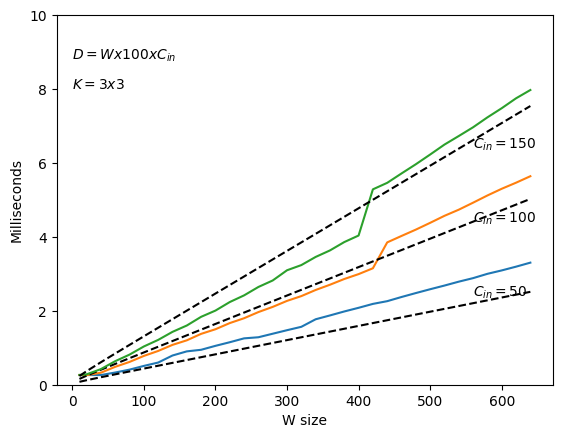 10
D = Wx100xC_in
K = 3x3
8
C_in = 150
6
C_in = 100
4
C_in = 50
2
0
Milliseconds
0 100 200 300 400 500 600
W size